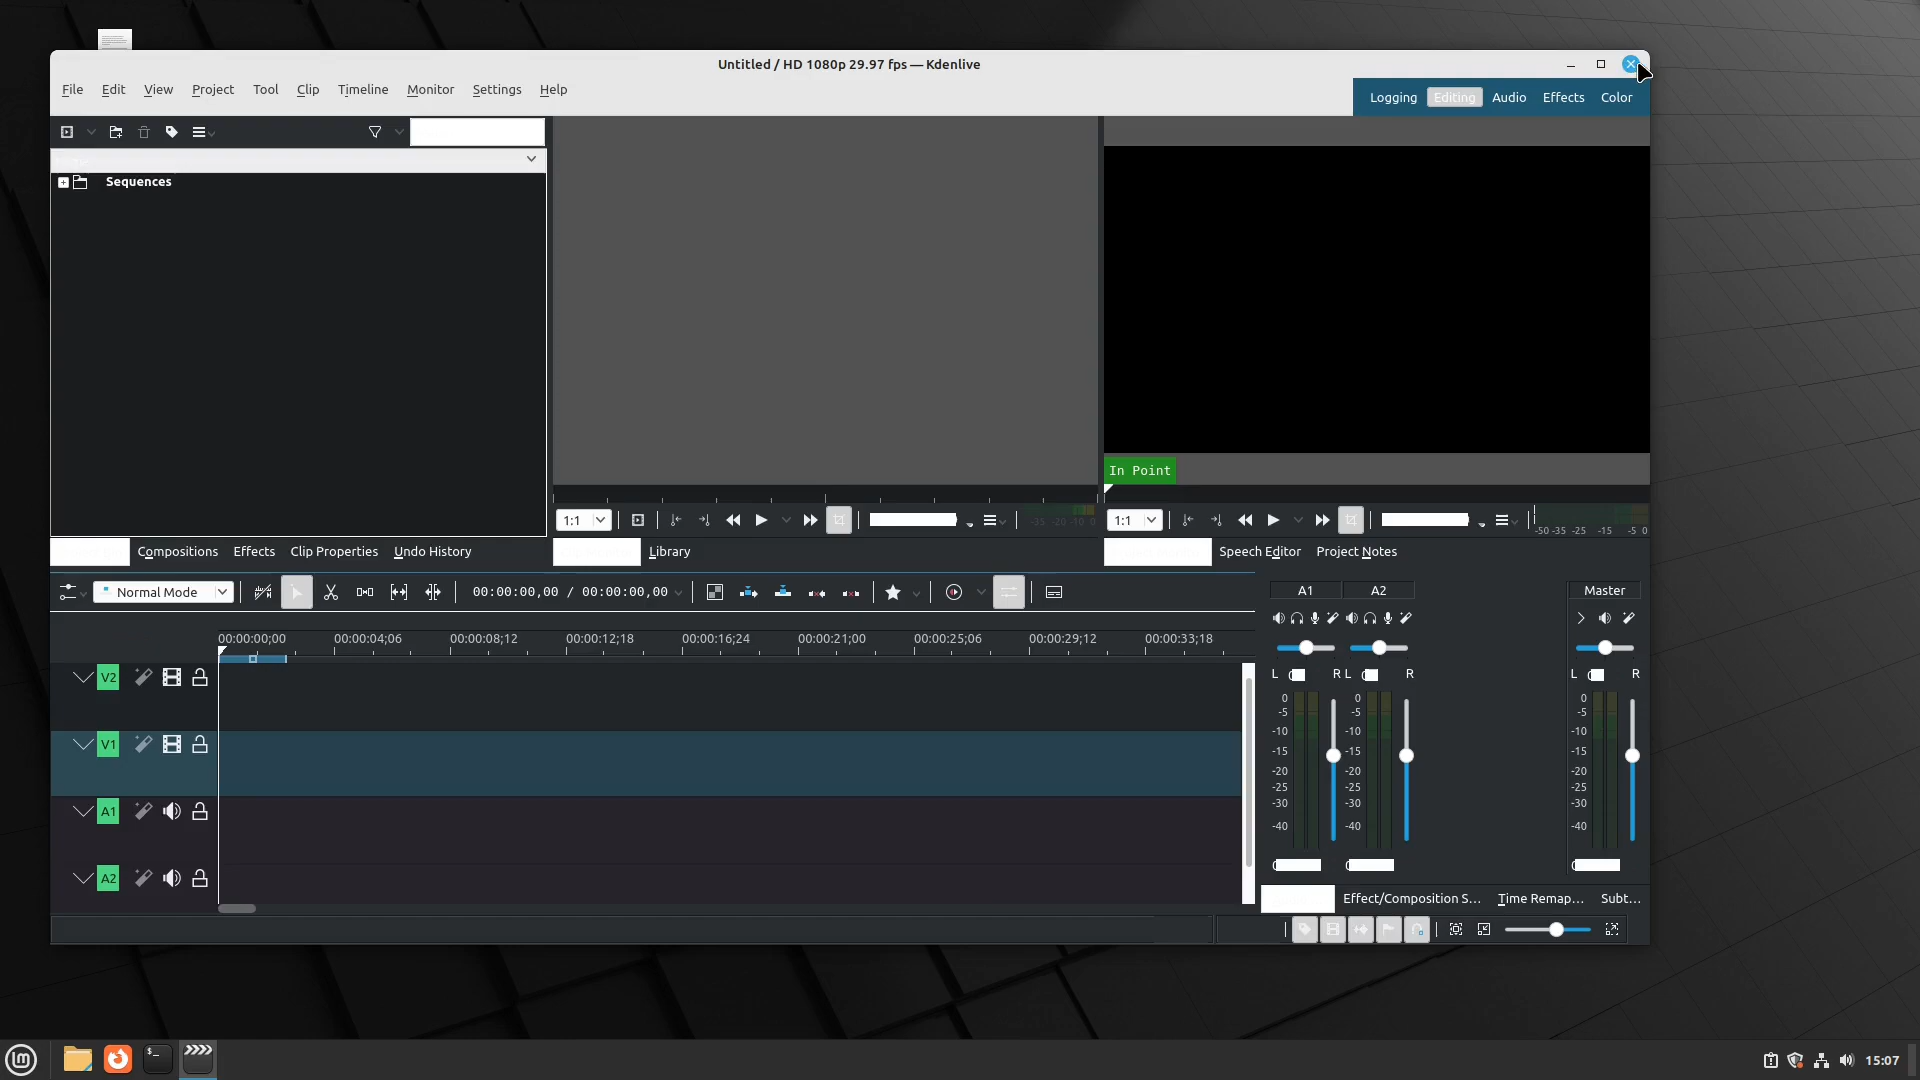 Untitled / HD 1080p 29.97 fps — Kdenlive
File Edit View Project Tool Clip Timeline Monitor Settings Help
Logging Editing Audio Effects Color
Sequences
In Point
1:1
-35 -20 -10 0
1:1
-50 -35 -25 -15 -5 0
Compositions Effects Clip Properties Undo History
Library
Speech Editor Project Notes
Normal Mode
00:00:00,00 / 00:00:00,00
00:00:00;00 00:00:04;06 00:00:08;12 00:00:12;18 00:00:16;24 00:00:21;00 00:00:25;06 00:00:29;12 00:00:33;18
V2
V1
A1
A2
A1 A2 Master
L R L R L R
0 0 0
-5 -5 -5
-10 -10 -10
-15 -15 -15
-20 -20 -20
-25 -25 -25
-30 -30 -30
-40 -40 -40
Effect/Composition S... Time Remap... Subt...
15:07